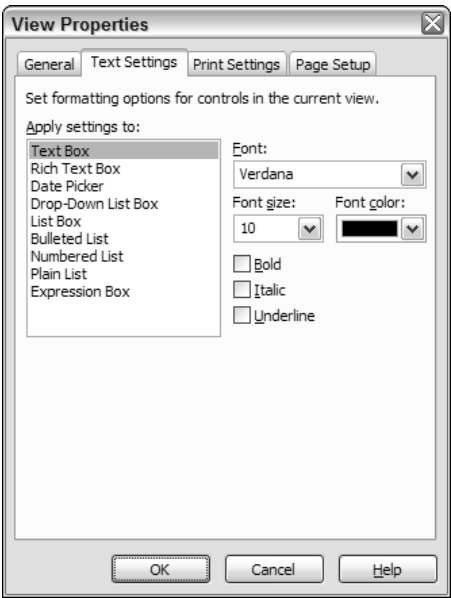 View Properties
General Text Settings Print Settings Page Setup
Set formatting options for controls in the current view.
Apply settings to:
Text Box
Rich Text Box
Date Picker
Drop-Down List Box
List Box
Bulleted List
Numbered List
Plain List
Expression Box
Font:
Verdana
Font size: Font color:
10
Bold
Italic
Underline
OK Cancel Help